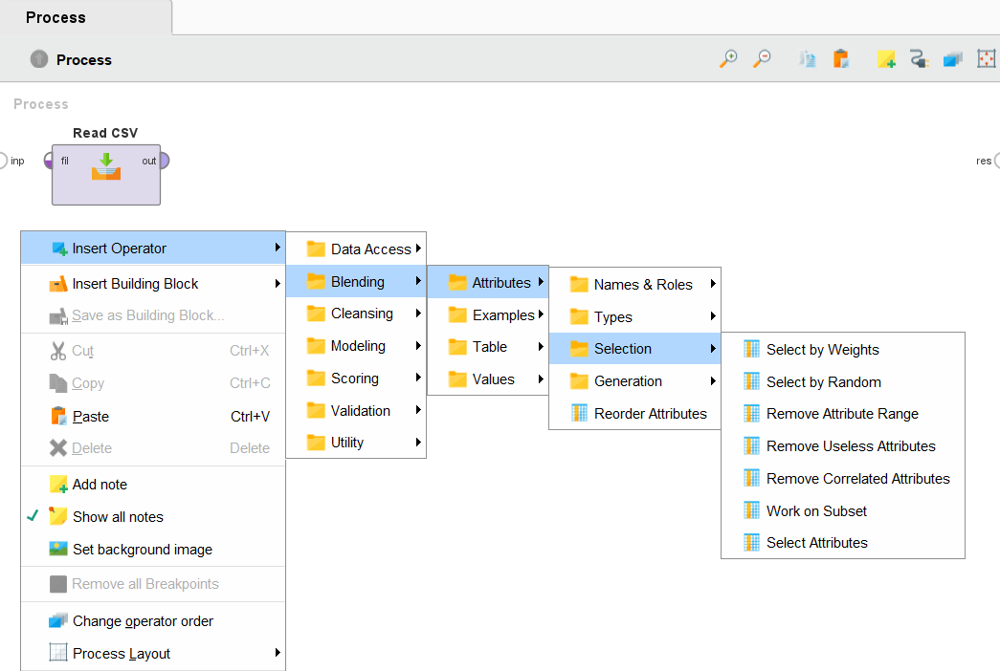 Process
Process
Process
Read CSV
inp
fil
out
res
Insert Operator
Insert Building Block
Save as Building Block...
Cut Ctrl+X
Copy Ctrl+C
Paste Ctrl+V
Delete Delete
Add note
Show all notes
Set background image
Remove all Breakpoints
Change operator order
Process Layout
Data Access
Blending
Cleansing
Modeling
Scoring
Validation
Utility
Attributes
Examples
Table
Values
Names & Roles
Types
Selection
Generation
Reorder Attributes
Select by Weights
Select by Random
Remove Attribute Range
Remove Useless Attributes
Remove Correlated Attributes
Work on Subset
Select Attributes